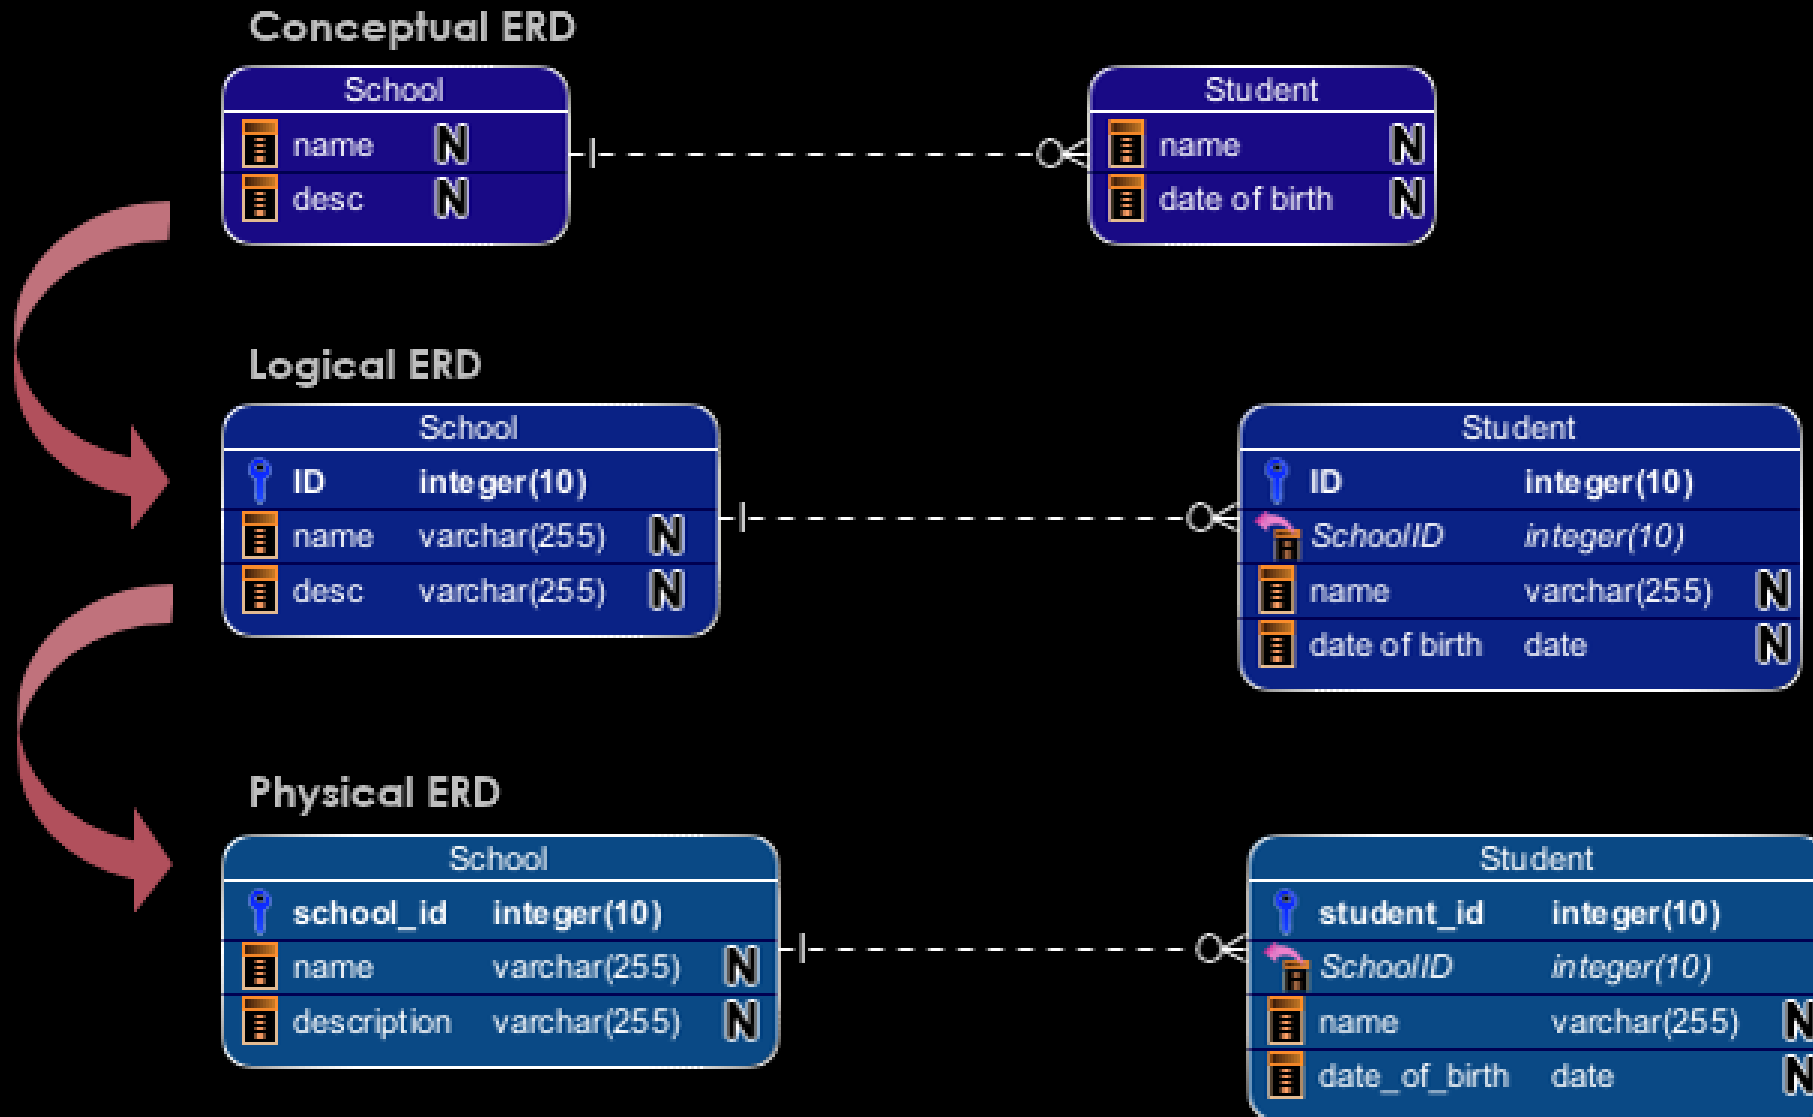 Conceptual ERD
School
name N
desc N
Student
name N
date of birth N
Logical ERD
School
ID integer(10)
name varchar(255) N
desc varchar(255) N
Student
ID integer(10)
SchoolID integer(10)
name varchar(255) N
date of birth date N
Physical ERD
School
school_id integer(10)
name varchar(255) N
description varchar(255) N
Student
student_id integer(10)
SchoolID integer(10)
name varchar(255) N
date_of_birth date N